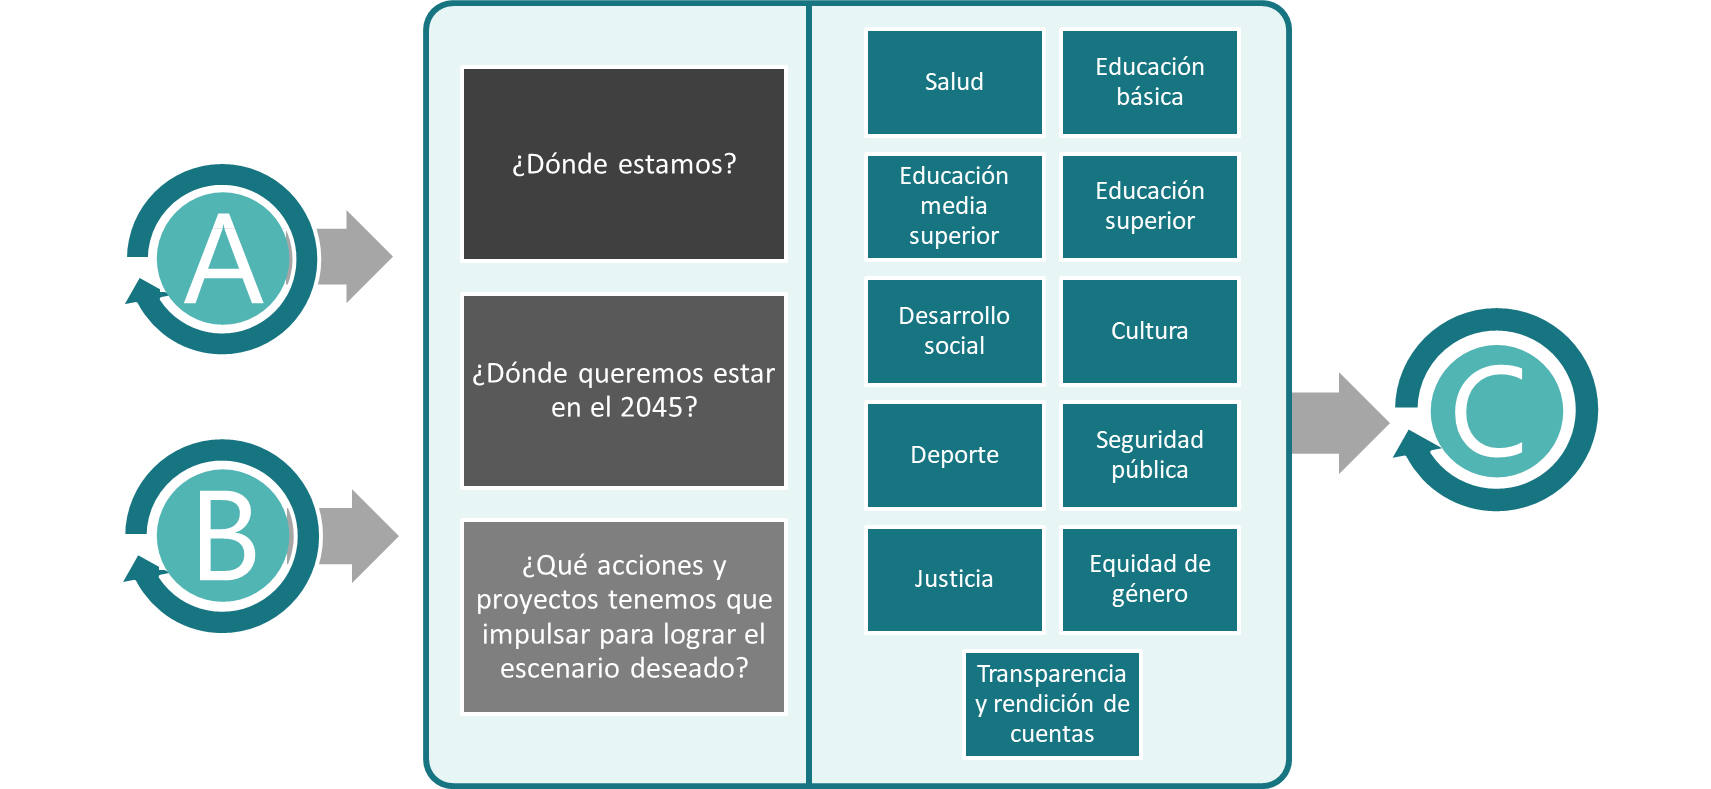 A
B
¿Dónde estamos?
¿Dónde queremos estar
en el 2045?
¿Qué acciones y
proyectos tenemos que
impulsar para lograr el
escenario deseado?
Salud
Educación
básica
Educación
media
superior
Educación
superior
Desarrollo
social
Cultura
Deporte
Seguridad
pública
Justicia
Equidad de
género
Transparencia
y rendición de
cuentas
C